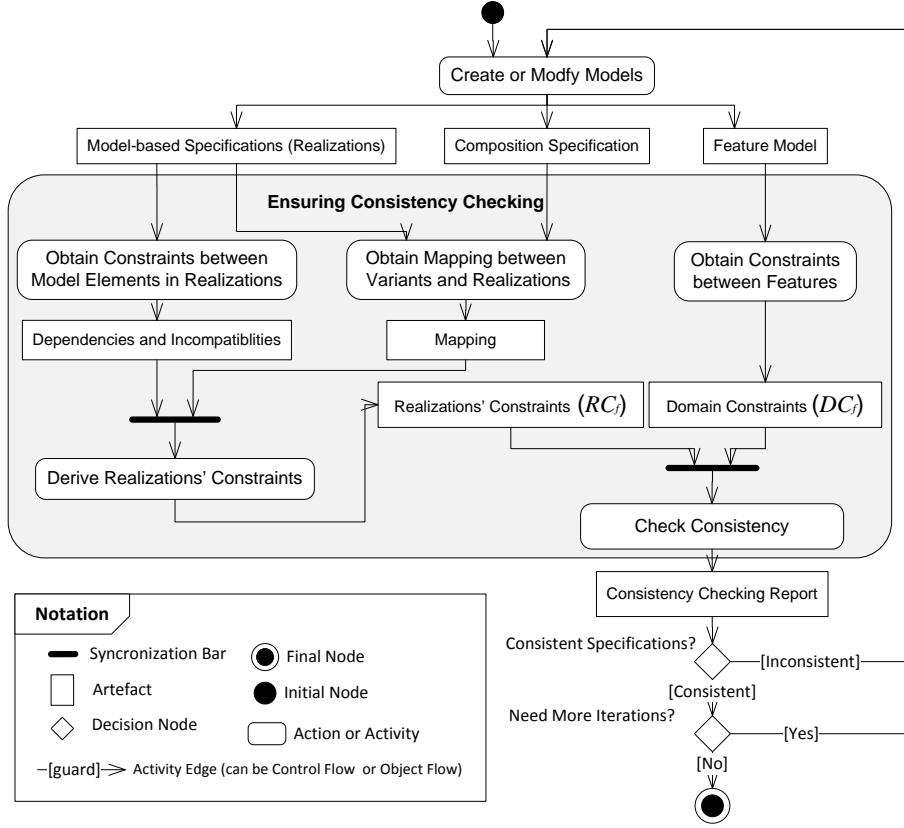 Create or Modfy Models
Model-based Specifications (Realizations)
Composition Specification
Feature Model
Ensuring Consistency Checking
Obtain Constraints between
Model Elements in Realizations
Obtain Mapping between
Variants and Realizations
Obtain Constraints
between Features
Dependencies and Incompatiblities
Mapping
Realizations' Constraints (RCf)
Domain Constraints (DCf)
Derive Realizations' Constraints
Check Consistency
Consistency Checking Report
Consistent Specifications?
[Inconsistent]
[Consistent]
Need More Iterations?
[Yes]
[No]
Notation
Syncronization Bar
Final Node
Artefact
Initial Node
Decision Node
Action or Activity
[guard]
Activity Edge (can be Control Flow or Object Flow)